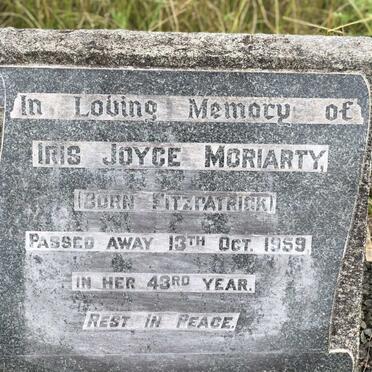 In Loving Memory of
IRIS JOYCE MORIARTY,
(BORN FITZPATRICK)
PASSED AWAY 13TH OCT. 1959
IN HER 43RD YEAR.
REST IN PEACE.